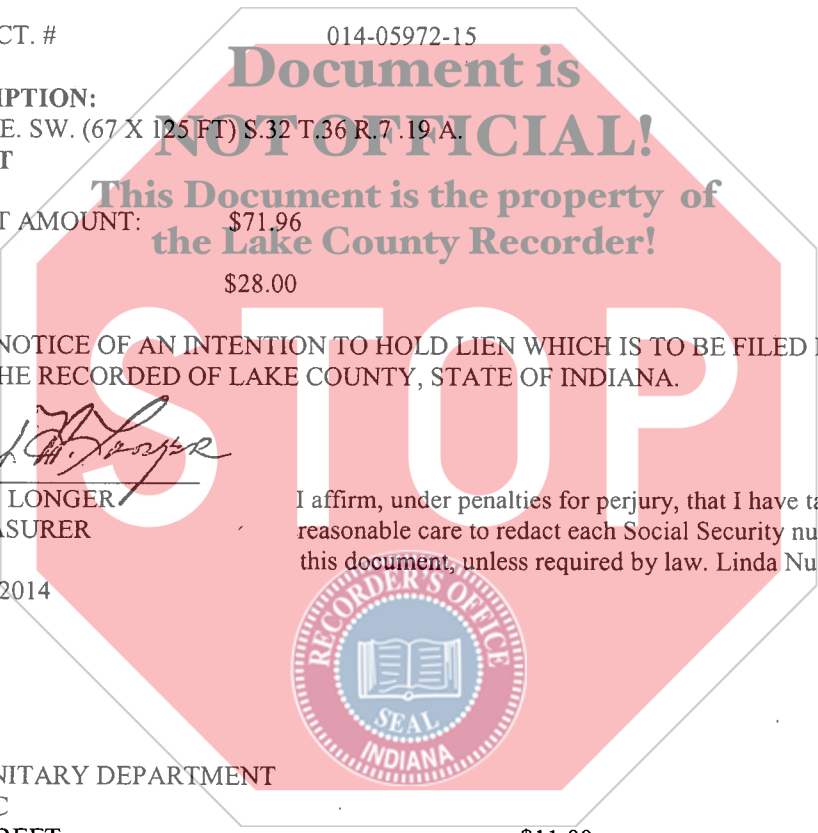 CT. # 014-05972-15
Document is
IPTION:
E. SW. (67 X 125 FT) S.32 T.36 R.7 .19 A.
NOT OFFICIAL!
T
This Document is the property of
T AMOUNT: $71.96
the Lake County Recorder!
$28.00
STOP
NOTICE OF AN INTENTION TO HOLD LIEN WHICH IS TO BE FILED
HE RECORDED OF LAKE COUNTY, STATE OF INDIANA.
LONGER
I affirm, under penalties for perjury, that I have ta
ASURER
reasonable care to redact each Social Security nu
this document, unless required by law. Linda Nu
2014
RECORDER'S OFFICE
SEAL
INDIANA
NITARY DEPARTMENT
C
REET $11.00